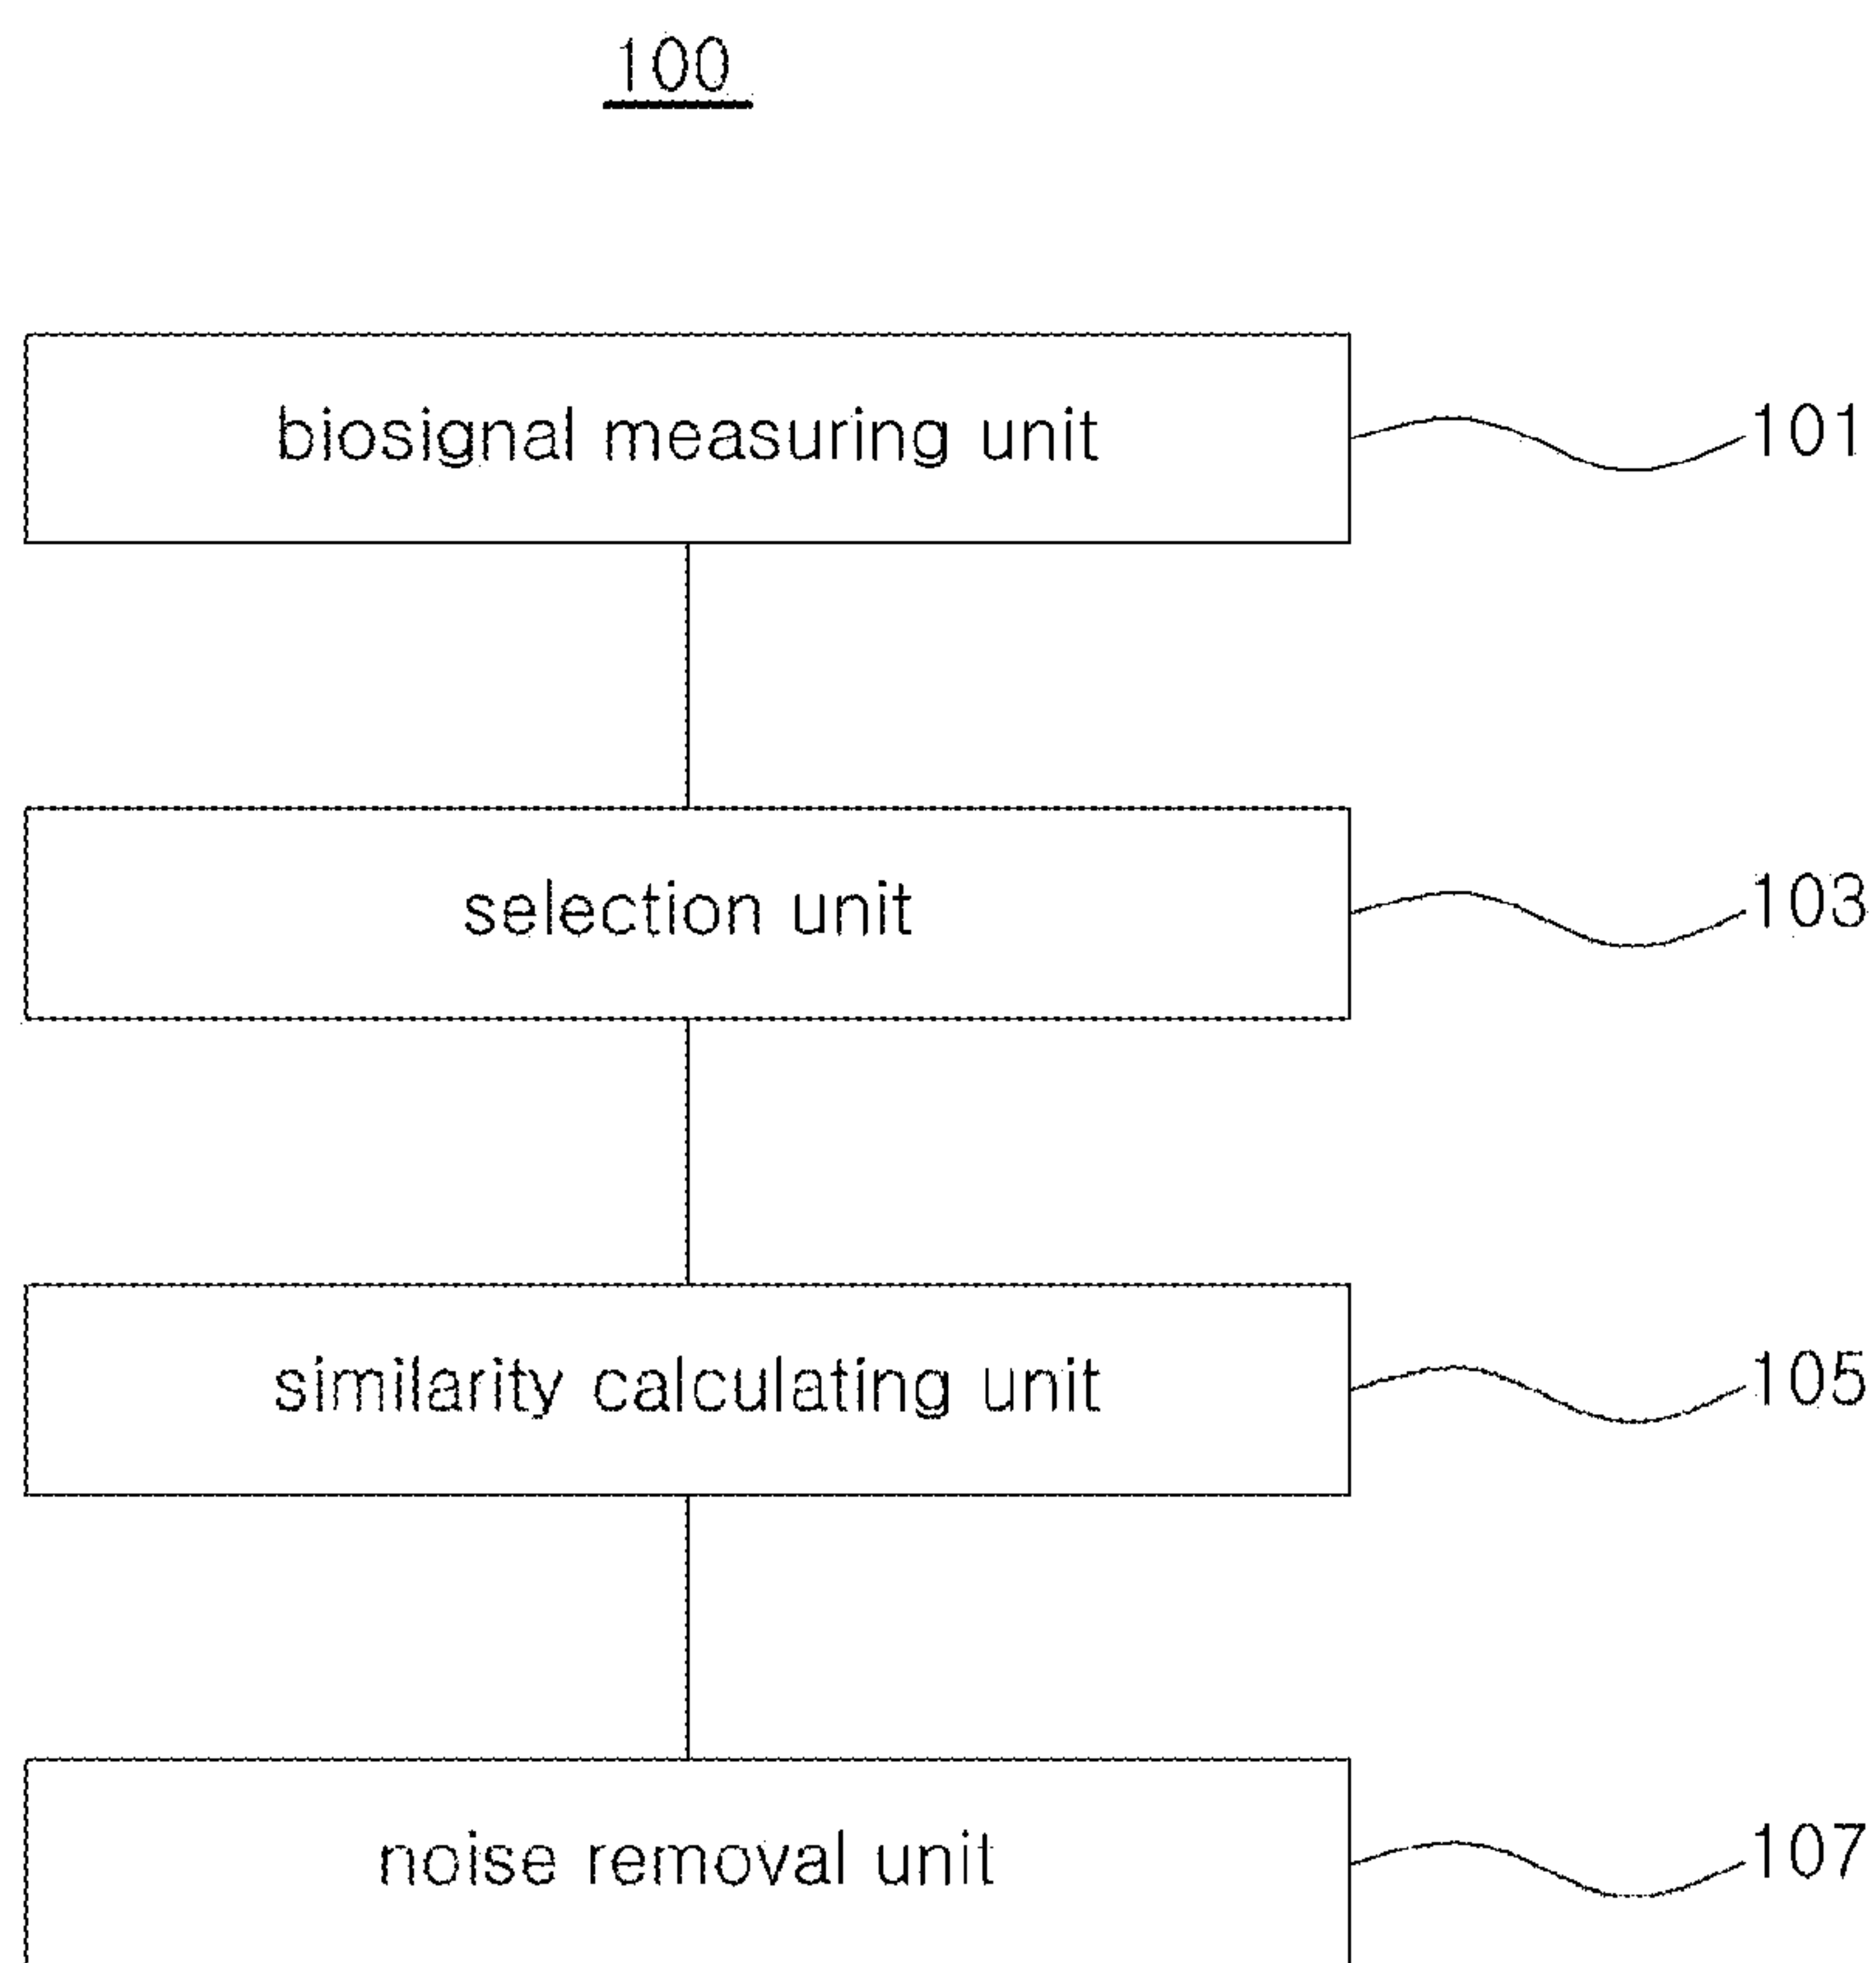 100
biosignal measuring unit 101
selection unit 103
similarity calculating unit 105
noise removal unit 107